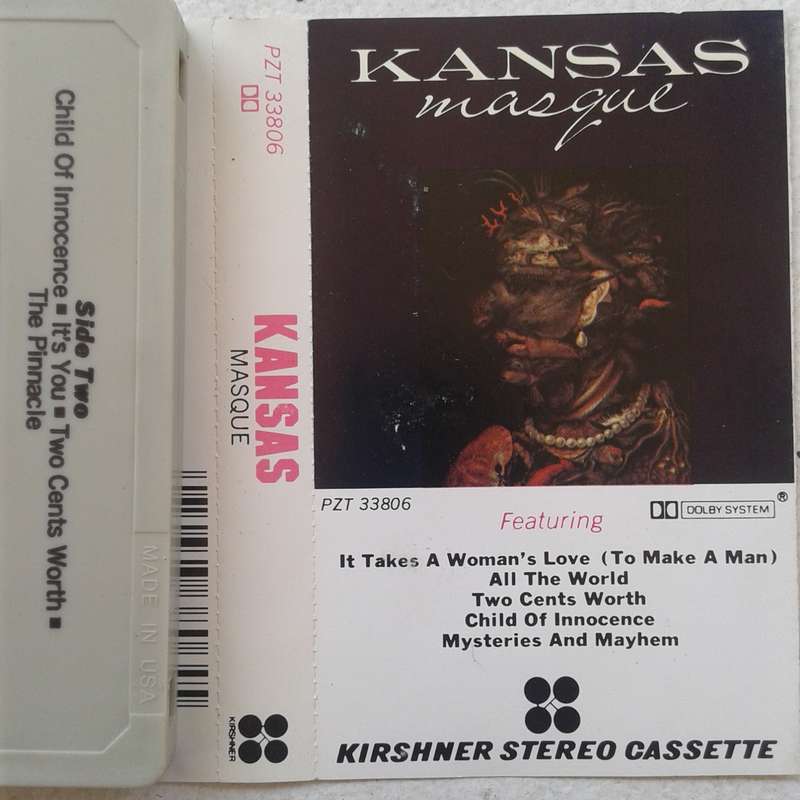 Side Two
Child Of Innocence ■ It's You ■ Two Cents Worth ■
The Pinnacle
MADE IN USA
PZT 33806
KANSAS
MASQUE
KIRSHNER
KANSAS
masque
PZT 33806
DOLBY SYSTEM ®
Featuring
It Takes A Woman's Love (To Make A Man)
All The World
Two Cents Worth
Child Of Innocence
Mysteries And Mayhem
KIRSHNER STEREO CASSETTE